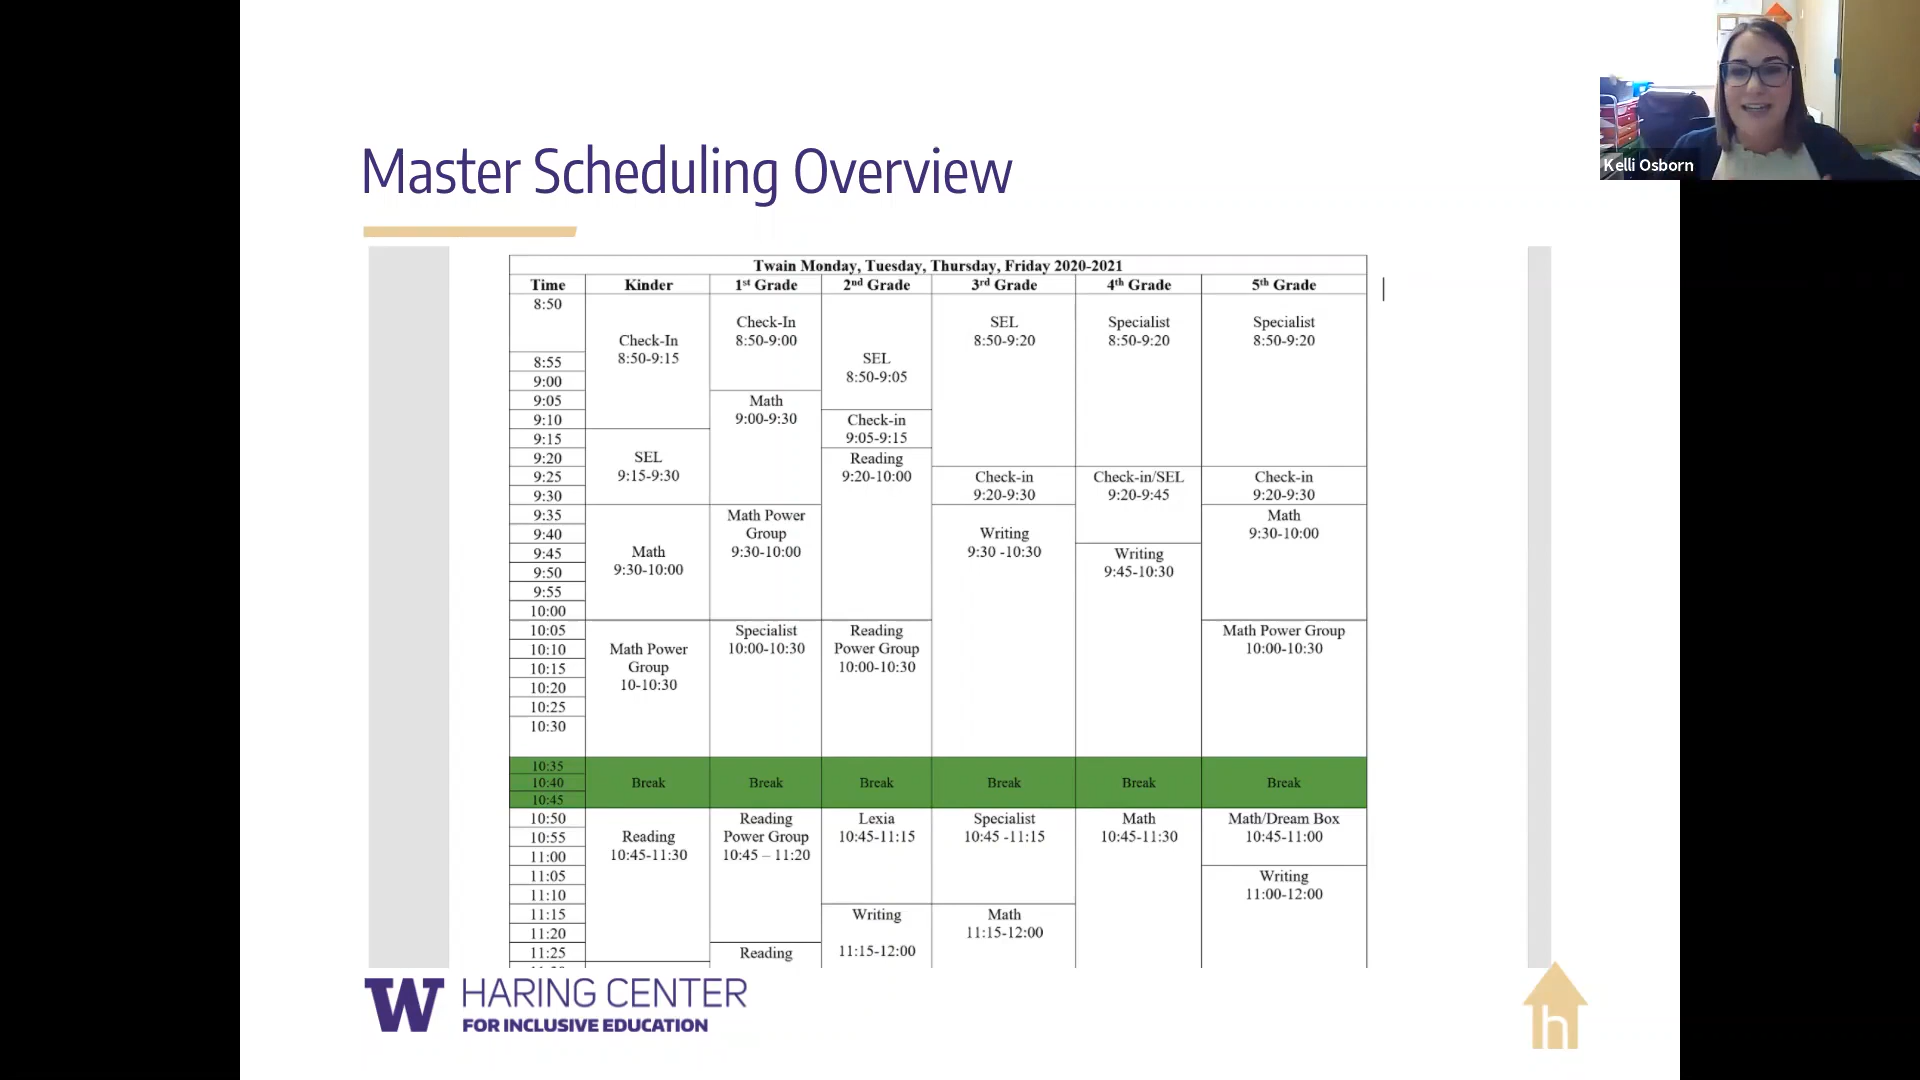 Kelli Osborn
Master Scheduling Overview
Twain Monday, Tuesday, Thursday, Friday 2020-2021
Time Kinder 1st Grade 2nd Grade 3rd Grade 4th Grade 5th Grade
8:50
8:55
9:00
9:05
9:10
9:15
9:20
9:25
9:30
9:35
9:40
9:45
9:50
9:55
10:00
10:05
10:10
10:15
10:20
10:25
10:30
10:35
10:40
10:45
10:50
10:55
11:00
11:05
11:10
11:15
11:20
11:25
Check-In
8:50-9:15
SEL
9:15-9:30
Math
9:30-10:00
Math Power
Group
10-10:30
Break
Reading
10:45-11:30
Check-In
8:50-9:00
Math
9:00-9:30
Math Power
Group
9:30-10:00
Specialist
10:00-10:30
Break
Reading
Power Group
10:45 – 11:20
Reading
SEL
8:50-9:05
Check-in
9:05-9:15
Reading
9:20-10:00
Reading
Power Group
10:00-10:30
Break
Lexia
10:45-11:15
Writing
11:15-12:00
SEL
8:50-9:20
Check-in
9:20-9:30
Writing
9:30 -10:30
Break
Specialist
10:45 -11:15
Math
11:15-12:00
Specialist
8:50-9:20
Check-in/SEL
9:20-9:45
Writing
9:45-10:30
Break
Math
10:45-11:30
Specialist
8:50-9:20
Check-in
9:20-9:30
Math
9:30-10:00
Math Power Group
10:00-10:30
Break
Math/Dream Box
10:45-11:00
Writing
11:00-12:00
W HARING CENTER
FOR INCLUSIVE EDUCATION
h